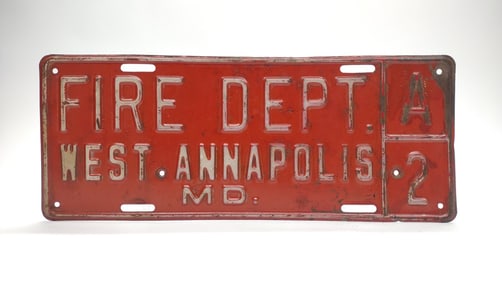 FIRE DEPT. A
WEST ANNAPOLIS 2
MD.